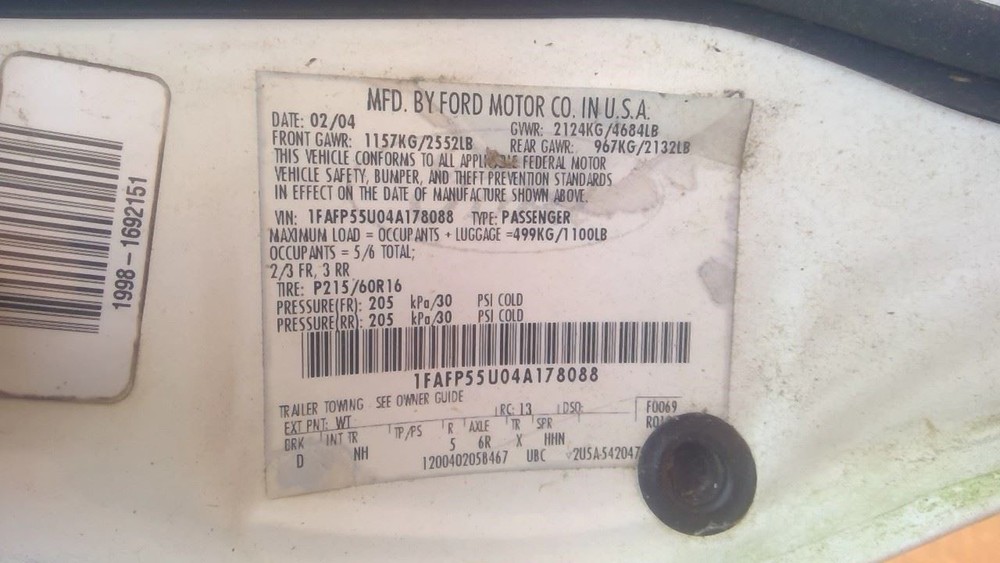 1998-1692151
MFD. BY FORD MOTOR CO. IN U.S.A.
DATE: 02/04 GVWR: 2124KG/4684LB
FRONT GAWR: 1157KG/2552LB REAR GAWR: 967KG/2132LB
THIS VEHICLE CONFORMS TO ALL FEDERAL MOTOR
VEHICLE SAFETY, BUMPER, AND THEFT PREVENTION STANDARDS
IN EFFECT ON THE DATE OF MANUFACTURE SHOWN ABOVE.
VIN: 1FAFP55U04A178088 TYPE: PASSENGER
MAXIMUM LOAD = OCCUPANTS + LUGGAGE =499KG/1100LB
OCCUPANTS = 5/6 TOTAL;
2/3 FR, 3 RR
TIRE: P215/60R16
PRESSURE(FR): 205 kPa/30 PSI COLD
PRESSURE(RR): 205 kPa/30 PSI COLD
1FAFP55U04A178088
TRAILER TOWING - SEE OWNER GUIDE
EXT PNT: WT RC: 13 DSO: F0069
BRK INT TR TP/PS R AXLE TR SPR
D NH 5 6R X HHN
1200402058467 UBC 2USA-542047